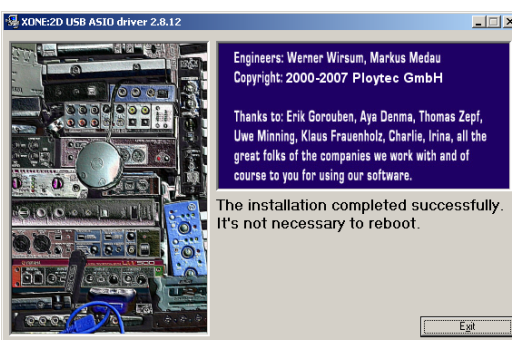 XONE:2D USB ASIO driver 2.8.12
Engineers: Werner Wirsum, Markus Medau
Copyright: 2000-2007 Ploytec GmbH
Thanks to: Erik Gorouben, Aya Denma, Thomas Zepf,
Uwe Minning, Klaus Frauenholz, Charlie, Irina, all the
great folks of the companies we work with and of
course to you for using our software.
The installation completed successfully.
It's not necessary to reboot.
Exit